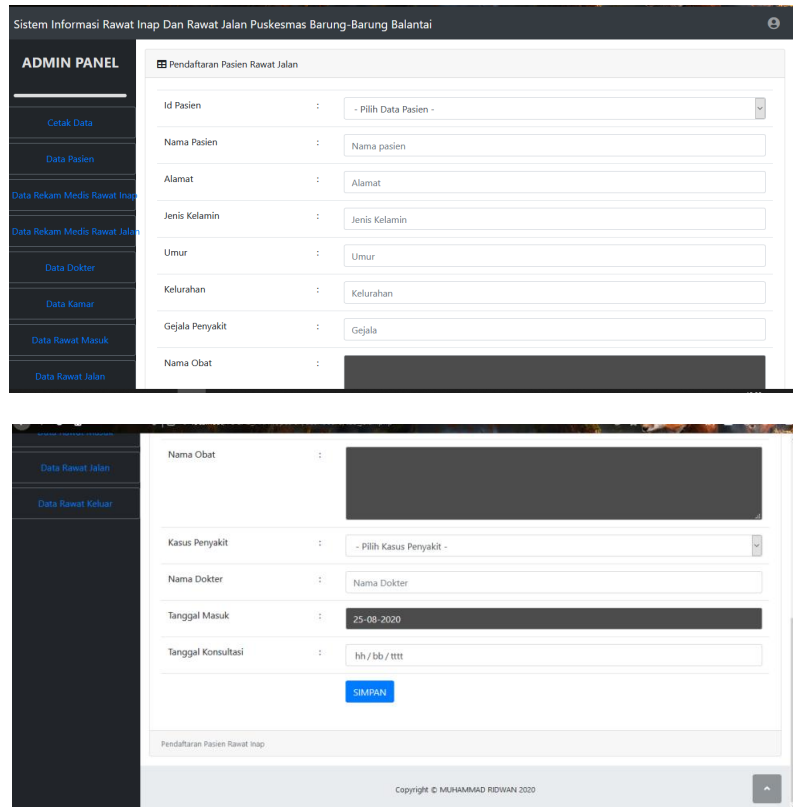 Sistem Informasi Rawat Inap Dan Rawat Jalan Puskesmas Barung-Barung Balantai
ADMIN PANEL
Cetak Data
Data Pasien
Data Rekam Medis Rawat Inap
Data Rekam Medis Rawat Jalan
Data Dokter
Data Kamar
Data Rawat Masuk
Data Rawat Jalan
Pendaftaran Pasien Rawat Jalan
Id Pasien : - Pilih Data Pasien -
Nama Pasien : Nama pasien
Alamat : Alamat
Jenis Kelamin : Jenis Kelamin
Umur : Umur
Kelurahan : Kelurahan
Gejala Penyakit : Gejala
Nama Obat :
Data Rawat Jalan
Data Rawat Keluar
Nama Obat :
Kasus Penyakit : - Pilih Kasus Penyakit -
Nama Dokter : Nama Dokter
Tanggal Masuk : 25-08-2020
Tanggal Konsultasi : hh / bb / tttt
SIMPAN
Pendaftaran Pasien Rawat Inap
Copyright © MUHAMMAD RIDWAN 2020